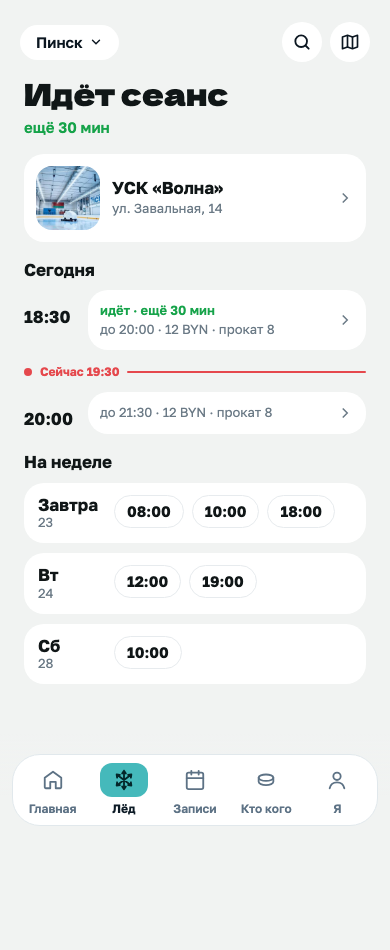 Пинск
Идёт сеанс
ещё 30 мин
УСК «Волна»
ул. Завальная, 14
Сегодня
18:30
идёт · ещё 30 мин
до 20:00 · 12 BYN · прокат 8
Сейчас 19:30
20:00
до 21:30 · 12 BYN · прокат 8
На неделе
Завтра
23
08:00 10:00 18:00
Вт
24
12:00 19:00
Сб
28
10:00
Главная Лёд Записи Кто кого Я